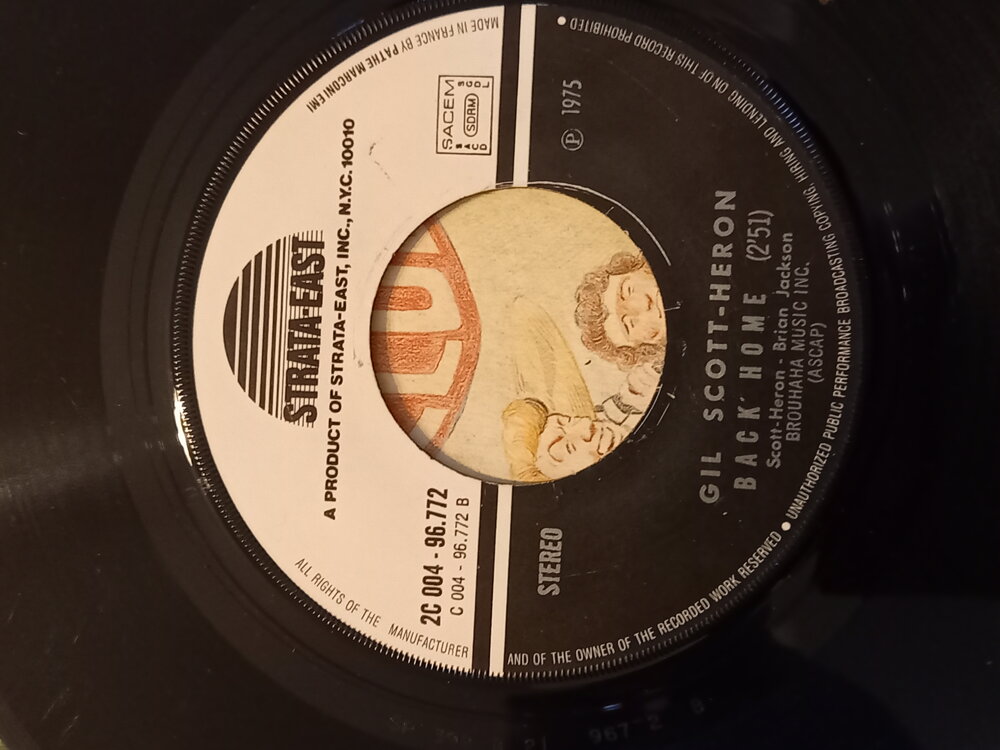 STRATA-EAST
A PRODUCT OF STRATA-EAST, INC., N.Y.C. 10010
2C 004 - 96.772
C 004 - 96.772 B
SACEM
SDRM
SACD
SGDL
STEREO
Ⓟ 1975
GIL SCOTT-HERON
BACK' HOME (2'51)
Scott-Heron - Brian Jackson
BROUHAHA MUSIC INC.
(ASCAP)
MADE IN FRANCE BY PATHE MARCONI EMI
ALL RIGHTS OF THE MANUFACTURER AND OF THE OWNER OF THE RECORDED WORK RESERVED • UNAUTHORIZED PUBLIC PERFORMANCE BROADCASTING COPYING, HIRING AND LENDING ON OF THIS RECORD PROHIBITED •